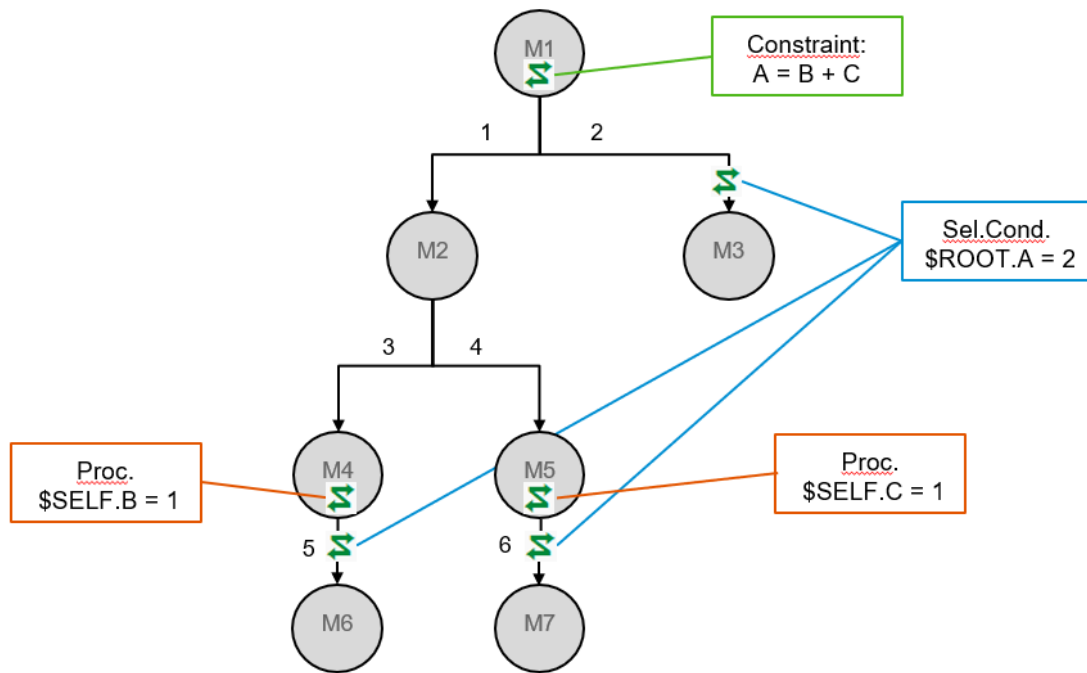 M1
Constraint:
A = B + C
1
2
M2
M3
Sel.Cond.
$ROOT.A = 2
3
4
Proc.
$SELF.B = 1
M4
M5
Proc.
$SELF.C = 1
5
6
M6
M7